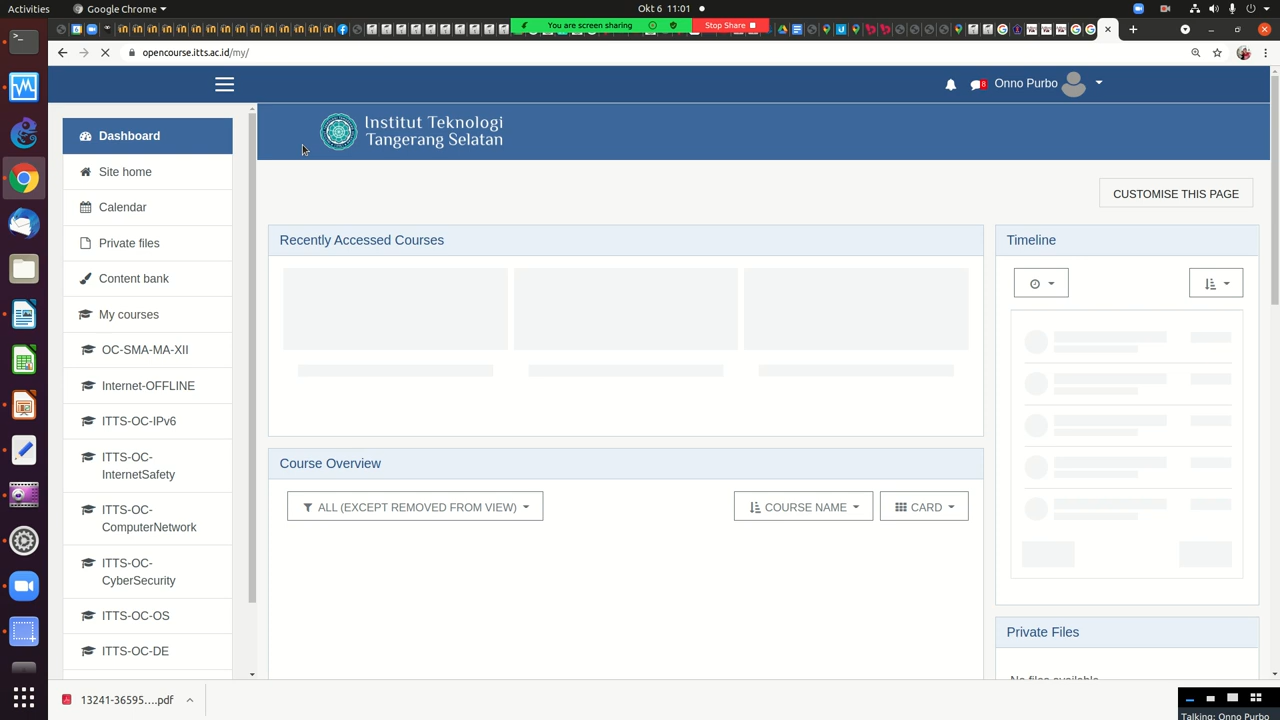 Activities
Google Chrome
Okt 6 11:01
You are screen sharing
Stop Share
opencourse.itts.ac.id/my/
8
Onno Purbo
Institut Teknologi
Tangerang Selatan
Dashboard
Site home
Calendar
Private files
Content bank
My courses
OC-SMA-MA-XII
Internet-OFFLINE
ITTS-OC-IPv6
ITTS-OC-
InternetSafety
ITTS-OC-
ComputerNetwork
ITTS-OC-
CyberSecurity
ITTS-OC-OS
ITTS-OC-DE
CUSTOMISE THIS PAGE
Recently Accessed Courses
Course Overview
ALL (EXCEPT REMOVED FROM VIEW)
COURSE NAME
CARD
Timeline
Private Files
No files available
13241-36595....pdf
Talking: Onno Purbo